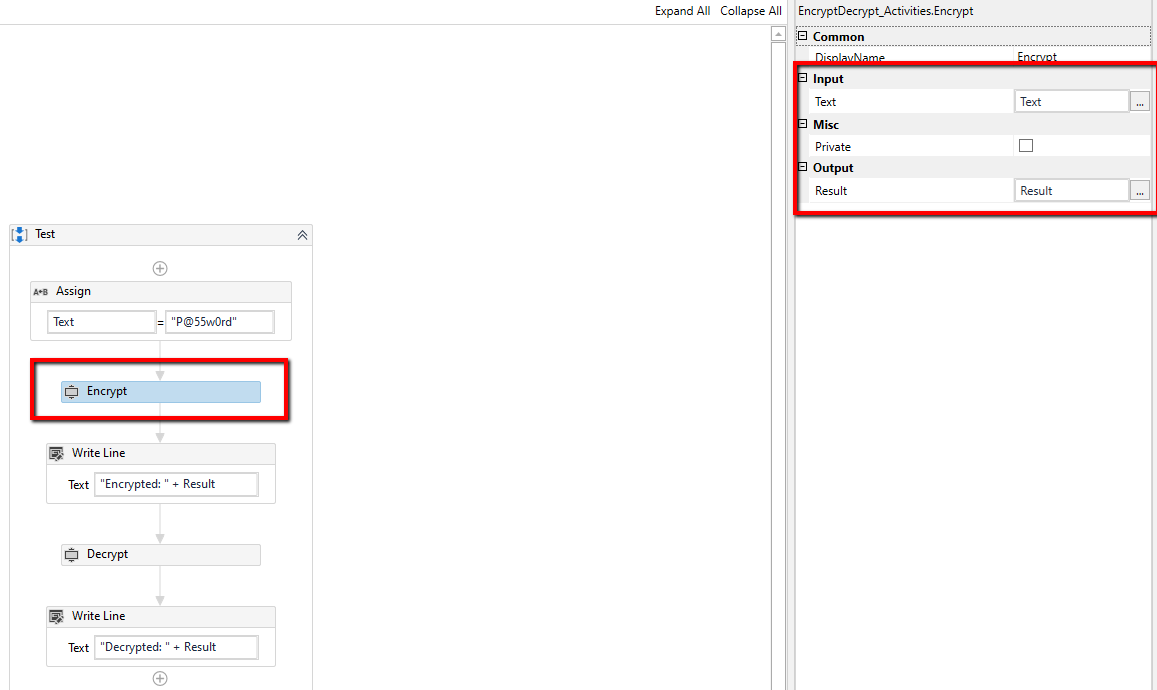 Expand All Collapse All
EncryptDecrypt_Activities.Encrypt
Common
DisplayName Encrypt
Input
Text Text ...
Misc
Private
Output
Result Result ...
Test
A+B Assign
Text = "P@55w0rd"
Encrypt
Write Line
Text "Encrypted: " + Result
Decrypt
Write Line
Text "Decrypted: " + Result